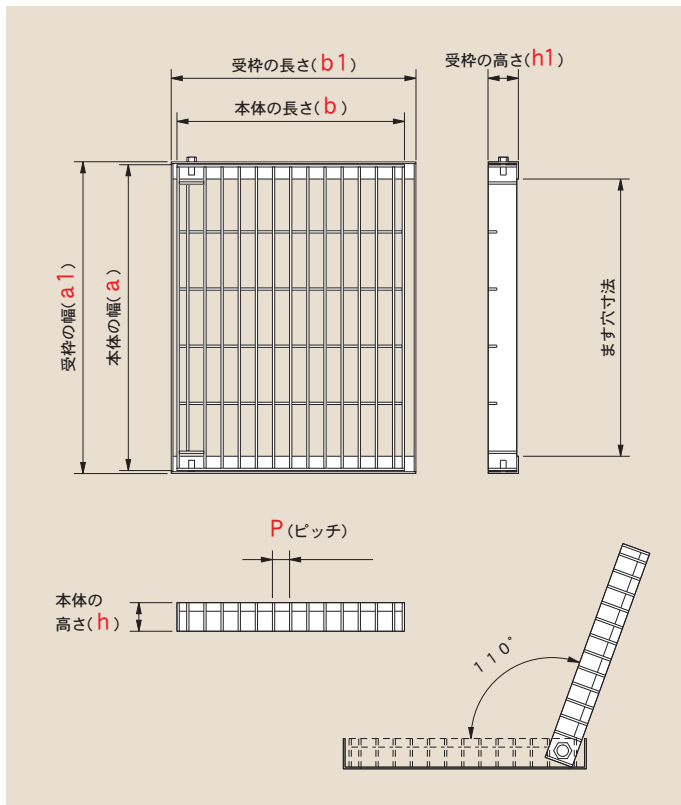 受枠の長さ(b1)
受枠の高さ(h1)
本体の長さ(b)
受枠の幅(a1)
本体の幅(a)
ます穴寸法
P(ピッチ)
本体の
高さ(h)
110°